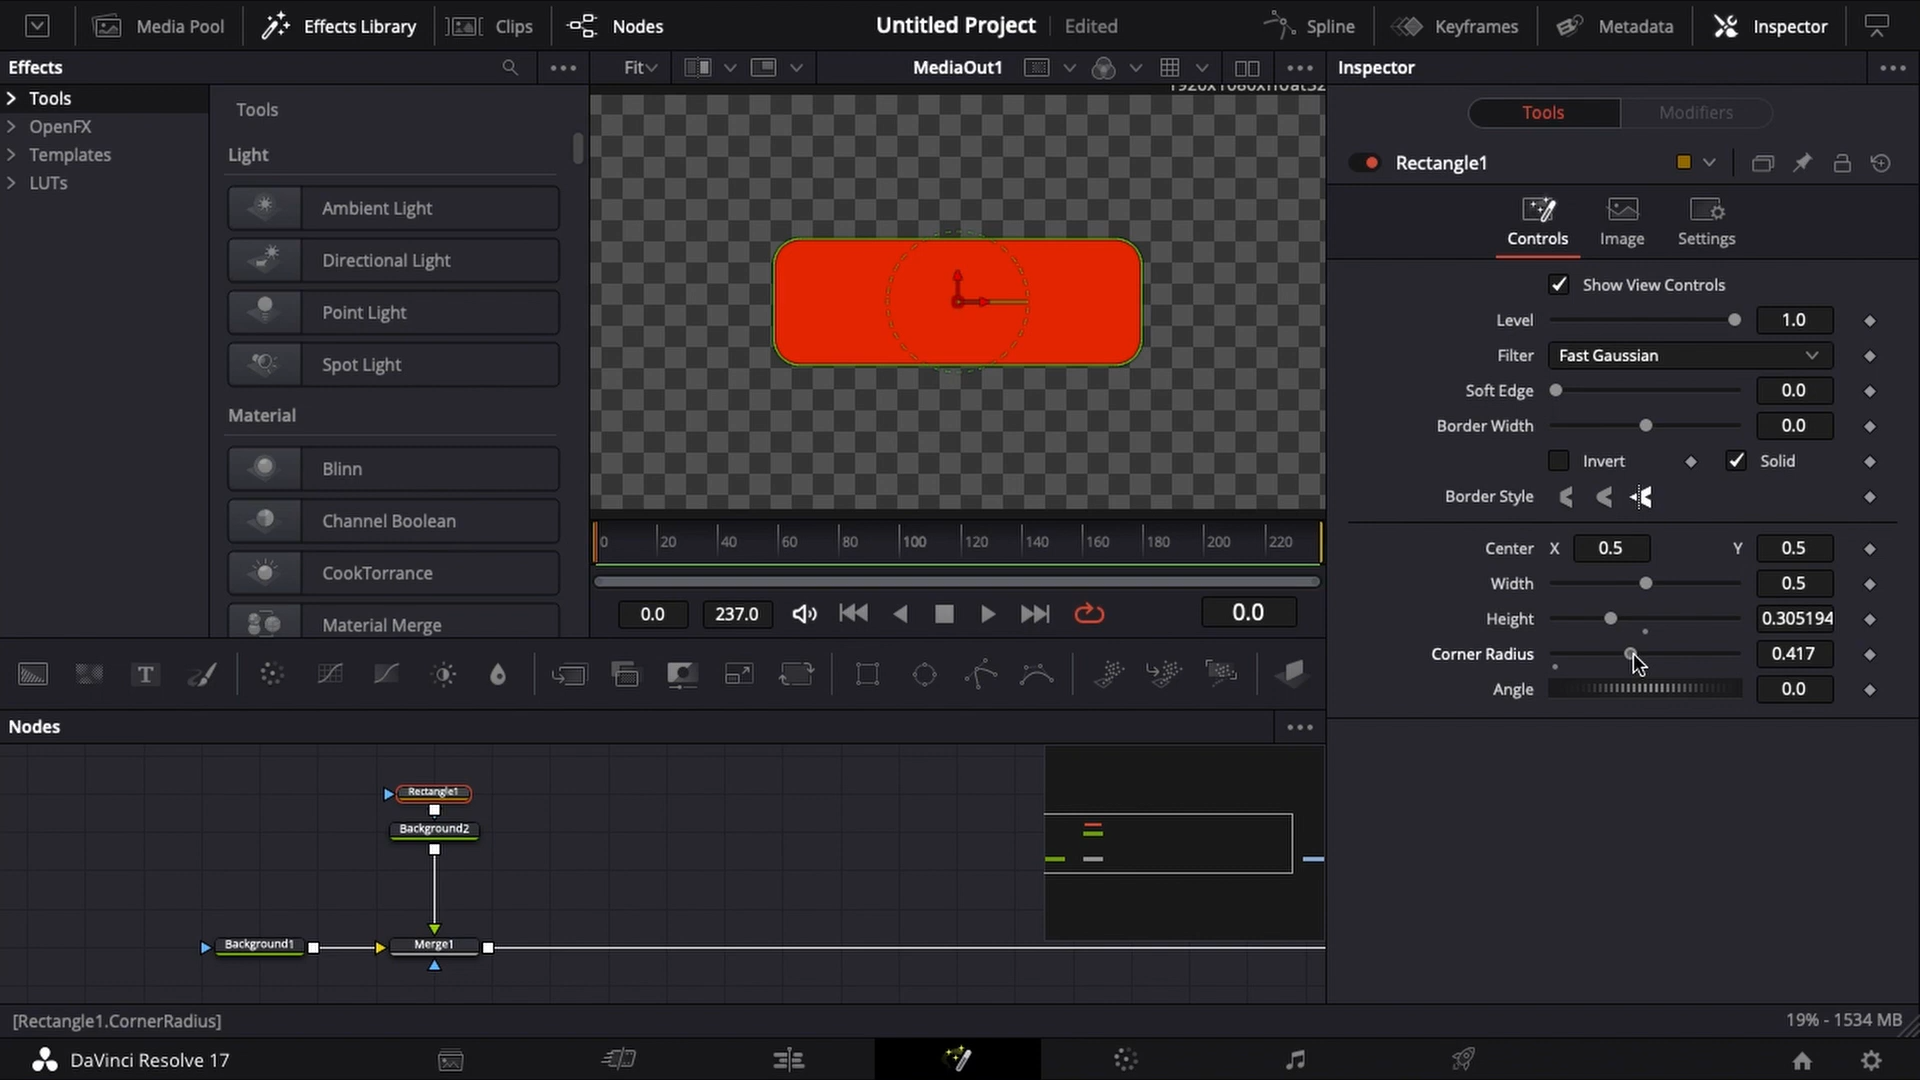 Media Pool Effects Library Clips Nodes Untitled Project Edited Spline Keyframes Metadata Inspector
Effects Fit MediaOut1 Inspector
Tools
OpenFX
Templates
LUTs
Tools
Light
Ambient Light
Directional Light
Point Light
Spot Light
Material
Blinn
Channel Boolean
CookTorrance
Material Merge
1920x1080xfloat32
0 20 40 60 80 100 120 140 160 180 200 220
0.0 237.0 0.0
T
Nodes
Rectangle1
Background2
Background1 Merge1
Tools Modifiers
Rectangle1
Controls Image Settings
Show View Controls
Level 1.0
Filter Fast Gaussian
Soft Edge 0.0
Border Width 0.0
Invert Solid
Border Style
Center X 0.5 Y 0.5
Width 0.5
Height 0.305194
Corner Radius 0.417
Angle 0.0
[Rectangle1.CornerRadius] 19% - 1534 MB
DaVinci Resolve 17